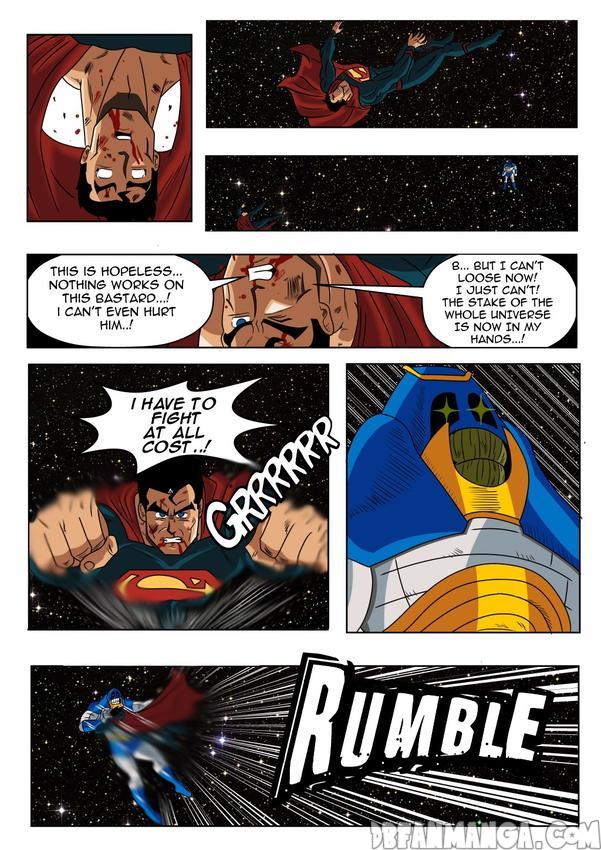 THIS IS HOPELESS...
NOTHING WORKS ON
THIS BASTARD...!
I CAN'T EVEN HURT
HIM..!
B... BUT I CAN'T
LOOSE NOW!
I JUST CAN'T!
THE STAKE OF THE
WHOLE UNIVERSE
IS NOW IN MY
HANDS...!
I HAVE TO
FIGHT
AT ALL
COST..!
GRRRRRRR
RUMBLE
DBFANMANGA.COM